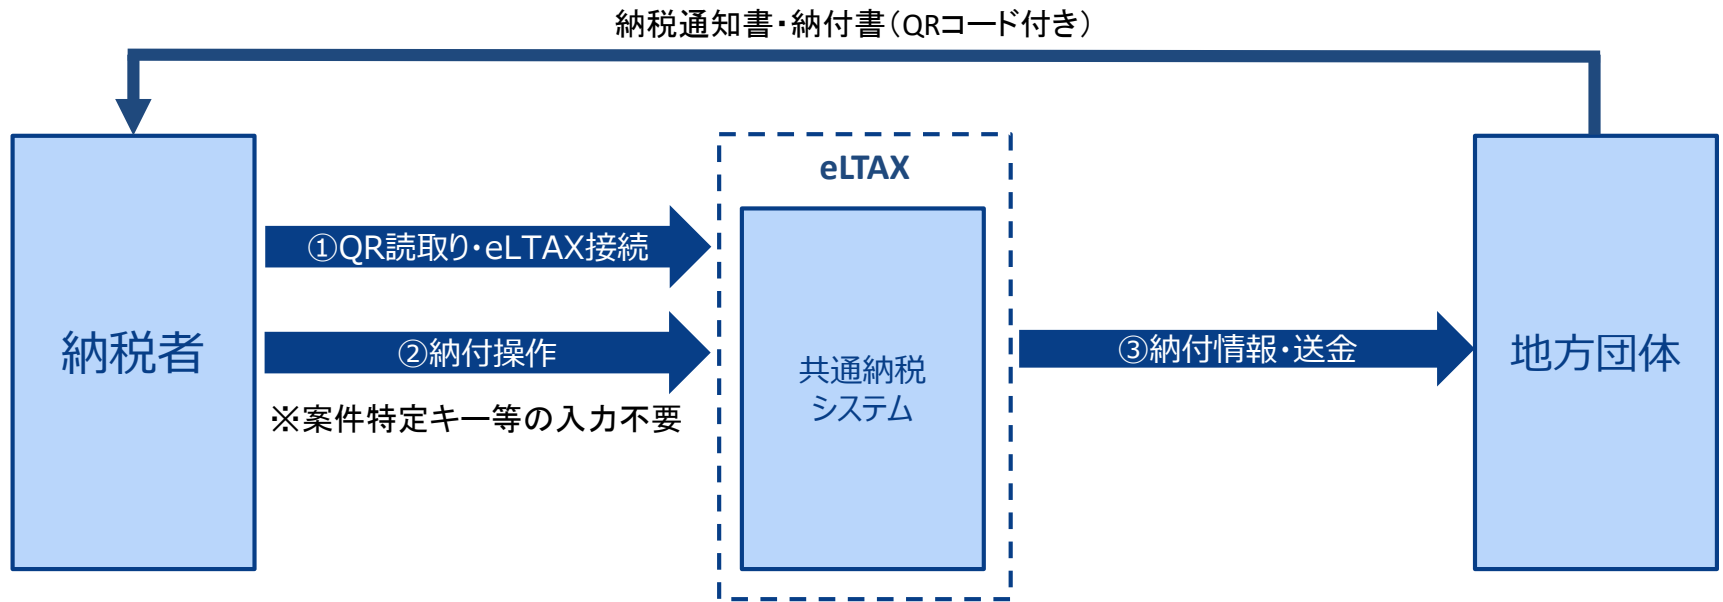 納税通知書・納付書（QRコード付き）
eLTAX
①QR読取り・eLTAX接続
納税者
②納付操作
※案件特定キー等の入力不要
共通納税
システム
③納付情報・送金
地方団体